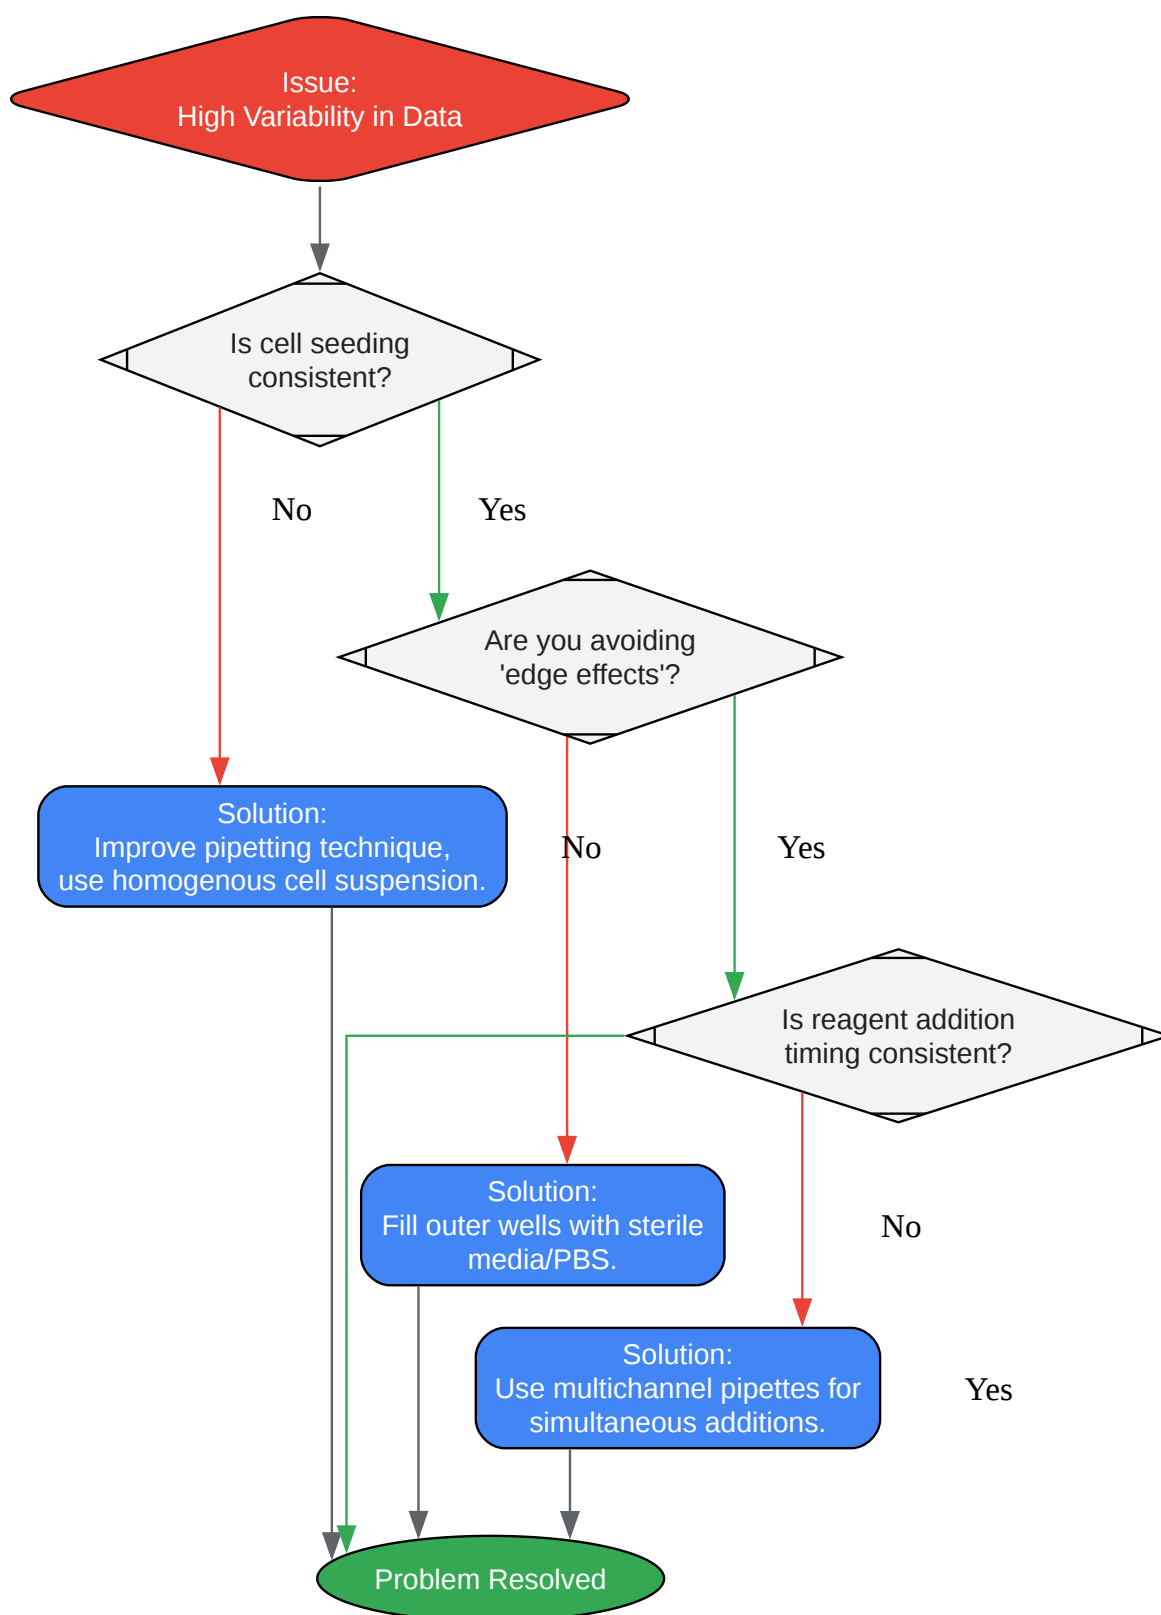 Issue:
High Variability in Data
Is cell seeding
consistent?
No
Yes
Are you avoiding
'edge effects'?
Solution:
Improve pipetting technique,
use homogenous cell suspension.
No
Yes
Is reagent addition
timing consistent?
Solution:
Fill outer wells with sterile
media/PBS.
No
Solution:
Use multichannel pipettes for
simultaneous additions.
Yes
Problem Resolved